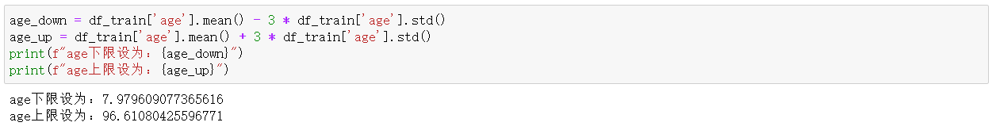 age_down = df_train['age'].mean() - 3 * df_train['age'].std()
age_up = df_train['age'].mean() + 3 * df_train['age'].std()
print(f"age下限设为：{age_down}")
print(f"age上限设为：{age_up}")
age下限设为：7.979609077365616
age上限设为：96.61080425596771